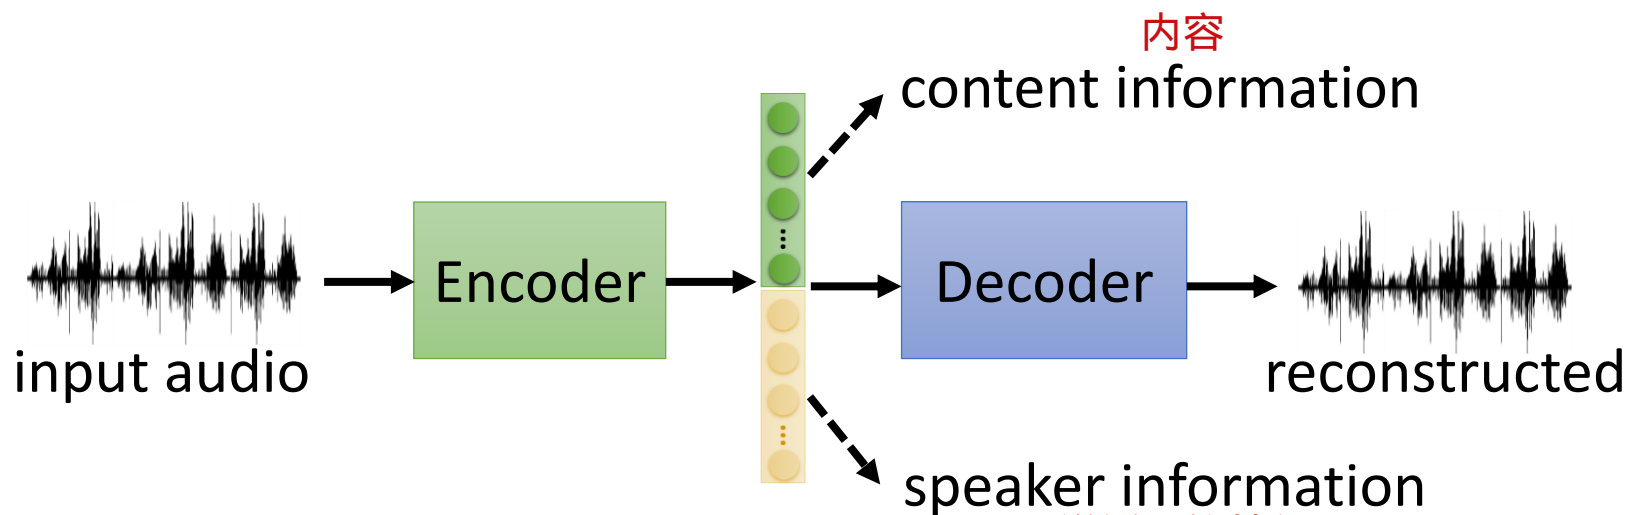 内容
content information
Encoder
Decoder
input audio
reconstructed
speaker information